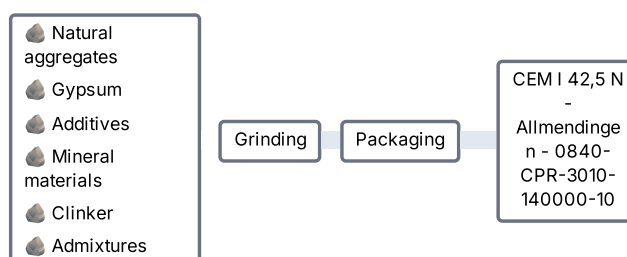 Natural
aggregates
Gypsum
Additives
Mineral
materials
Clinker
Admixtures
Grinding
Packaging
CEM I 42,5 N
-
Allmendinge
n - 0840-
CPR-3010-
140000-10